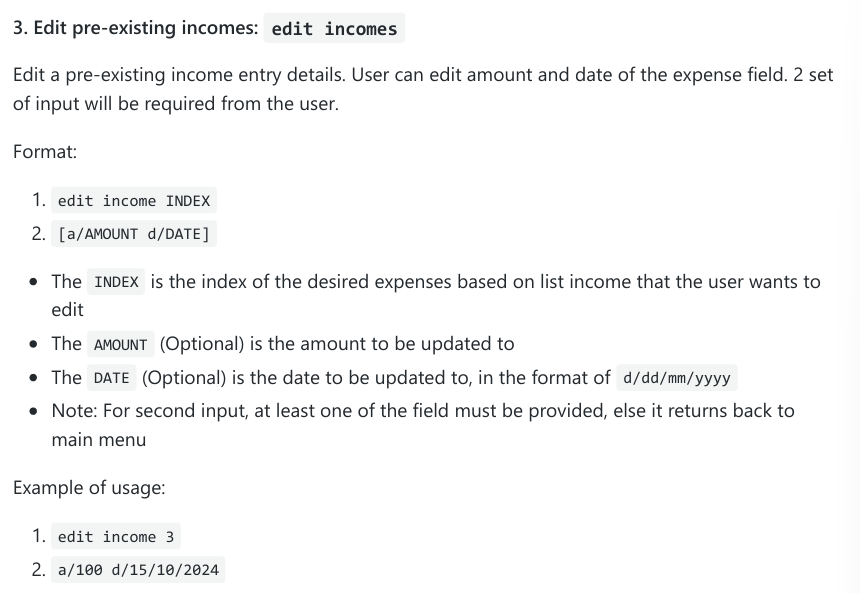 3. Edit pre-existing incomes: edit incomes
Edit a pre-existing income entry details. User can edit amount and date of the expense field. 2 set
of input will be required from the user.
Format:
1. edit income INDEX
2. [a/AMOUNT d/DATE]
• The INDEX is the index of the desired expenses based on list income that the user wants to
edit
• The AMOUNT (Optional) is the amount to be updated to
• The DATE (Optional) is the date to be updated to, in the format of d/dd/mm/yyyy
• Note: For second input, at least one of the field must be provided, else it returns back to
main menu
Example of usage:
1. edit income 3
2. a/100 d/15/10/2024